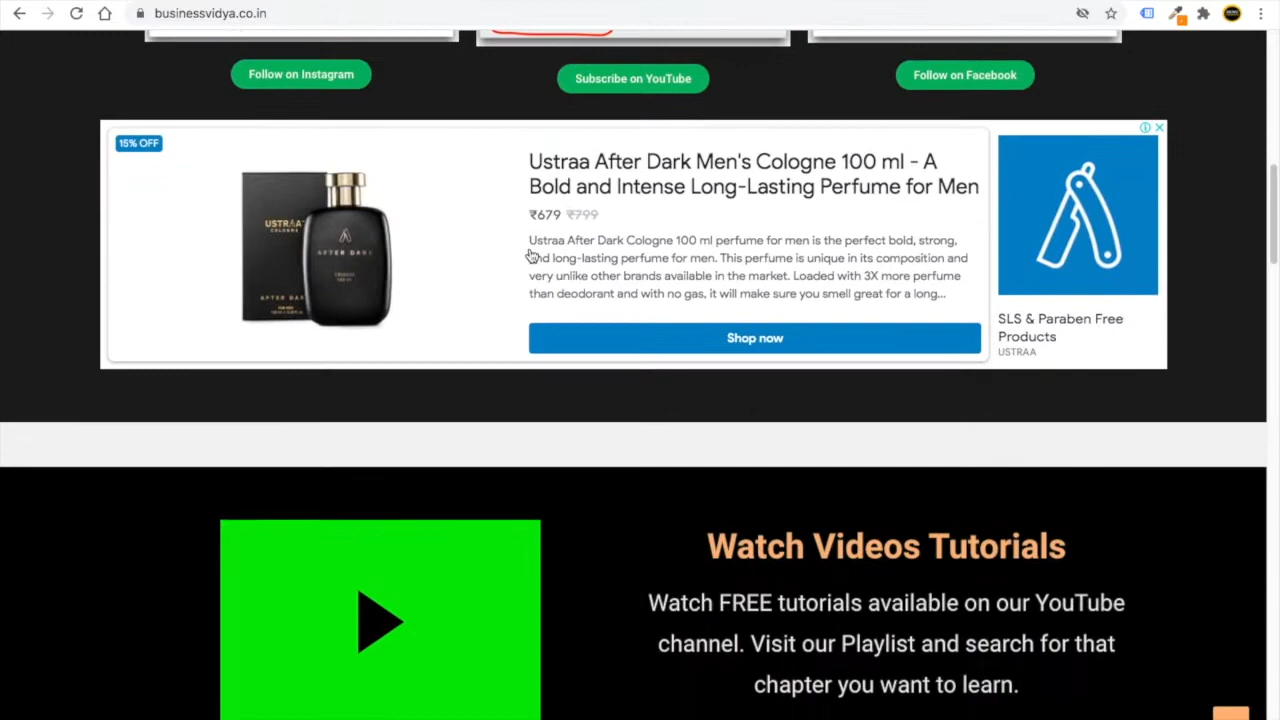 businessvidya.co.in
Follow on Instagram
Subscribe on YouTube
Follow on Facebook
15% OFF
USTRAA
COLOGNE
AFTER DARK
AFTER DARK
Ustraa After Dark Men's Cologne 100 ml - A
Bold and Intense Long-Lasting Perfume for Men
₹679 ₹799
Ustraa After Dark Cologne 100 ml perfume for men is the perfect bold, strong,
and long-lasting perfume for men. This perfume is unique in its composition and
very unlike other brands available in the market. Loaded with 3X more perfume
than deodorant and with no gas, it will make sure you smell great for a long...
Shop now
SLS & Paraben Free
Products
USTRAA
Watch Videos Tutorials
Watch FREE tutorials available on our YouTube
channel. Visit our Playlist and search for that
chapter you want to learn.